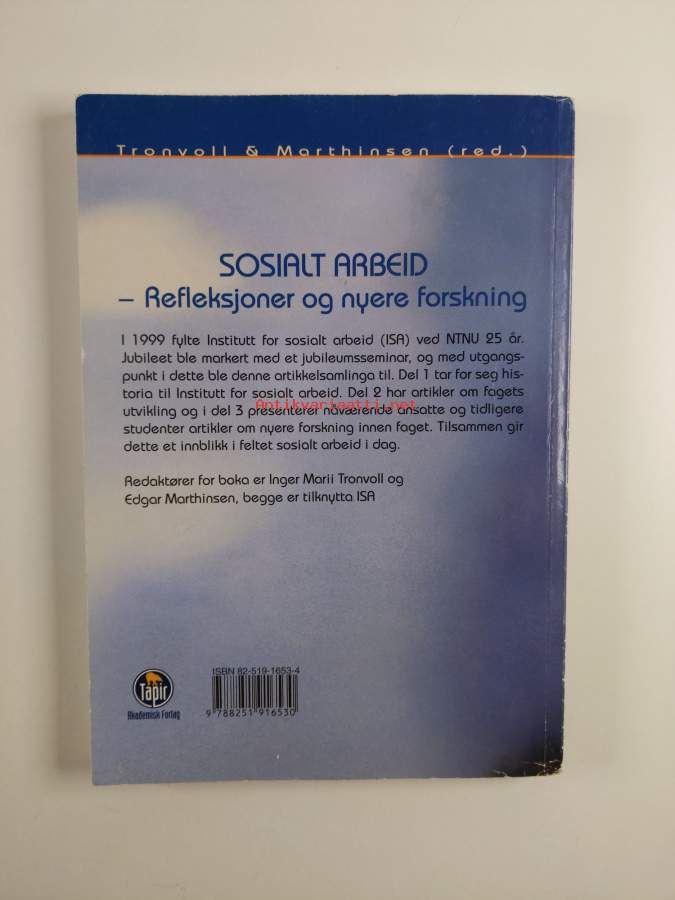 Tronvoll & Marthinsen (red.)
SOSIALT ARBEID
– Refleksjoner og nyere forskning
I 1999 fylte Institutt for sosialt arbeid (ISA) ved NTNU 25 år.
Jubileet ble markert med et jubileumsseminar, og med utgangs-
punkt i dette ble denne artikkelsamlinga til. Del 1 tar for seg his-
toria til Institutt for sosialt arbeid. Del 2 har artikler om fagets
Antikvariaatti.net
utvikling og i del 3 presenterer nåværende ansatte og tidligere
studenter artikler om nyere forskning innen faget. Tilsammen gir
dette et innblikk i feltet sosialt arbeid i dag.
Redaktører for boka er Inger Marii Tronvoll og
Edgar Marthinsen, begge er tilknytta ISA
ISBN 82-519-1653-4
Tapir
Akademisk Forlag
9 788251 916530